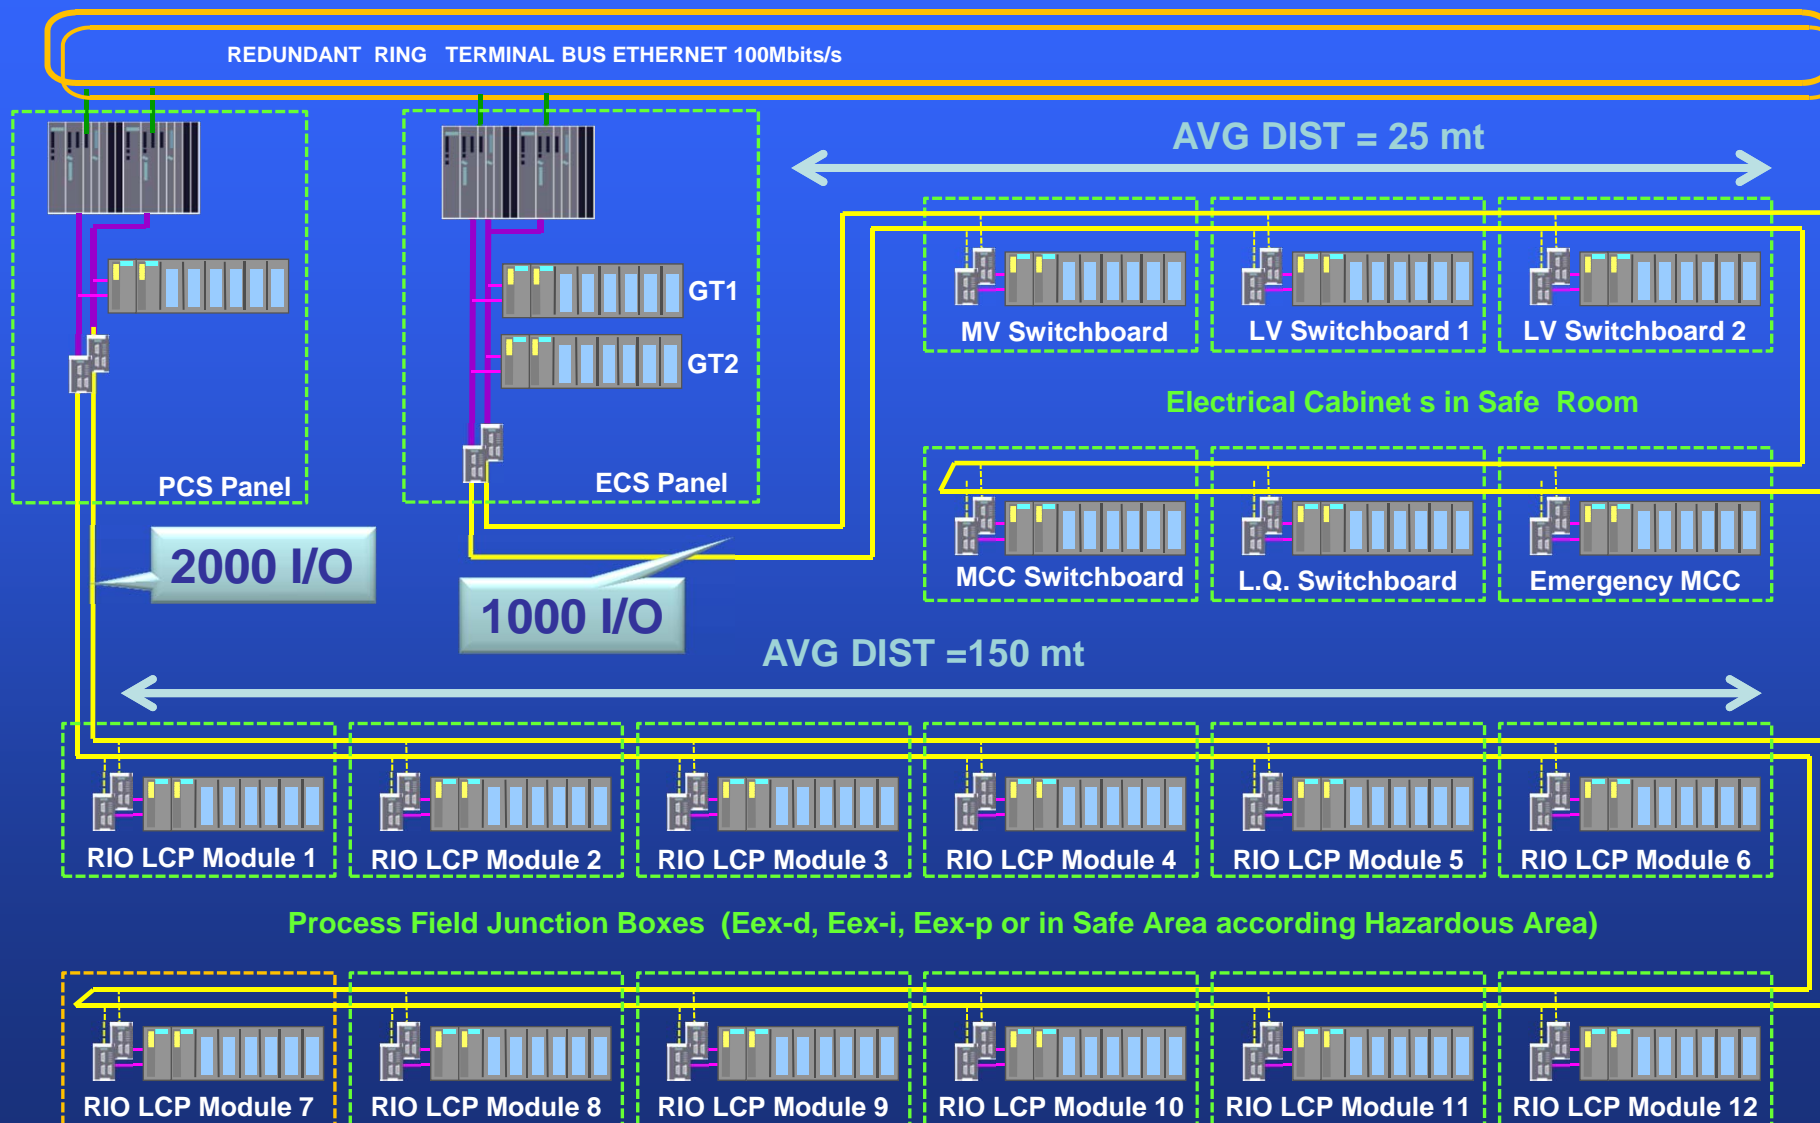 REDUNDANT RING TERMINAL BUS ETHERNET 100Mbits/s
AVG DIST = 25 mt
GT1
GT2
MV Switchboard
LV Switchboard 1
LV Switchboard 2
Electrical Cabinet s in Safe Room
PCS Panel
ECS Panel
2000 I/O
1000 I/O
MCC Switchboard
L.Q. Switchboard
Emergency MCC
AVG DIST =150 mt
RIO LCP Module 1
RIO LCP Module 2
RIO LCP Module 3
RIO LCP Module 4
RIO LCP Module 5
RIO LCP Module 6
Process Field Junction Boxes (Eex-d, Eex-i, Eex-p or in Safe Area according Hazardous Area)
RIO LCP Module 7
RIO LCP Module 8
RIO LCP Module 9
RIO LCP Module 10
RIO LCP Module 11
RIO LCP Module 12